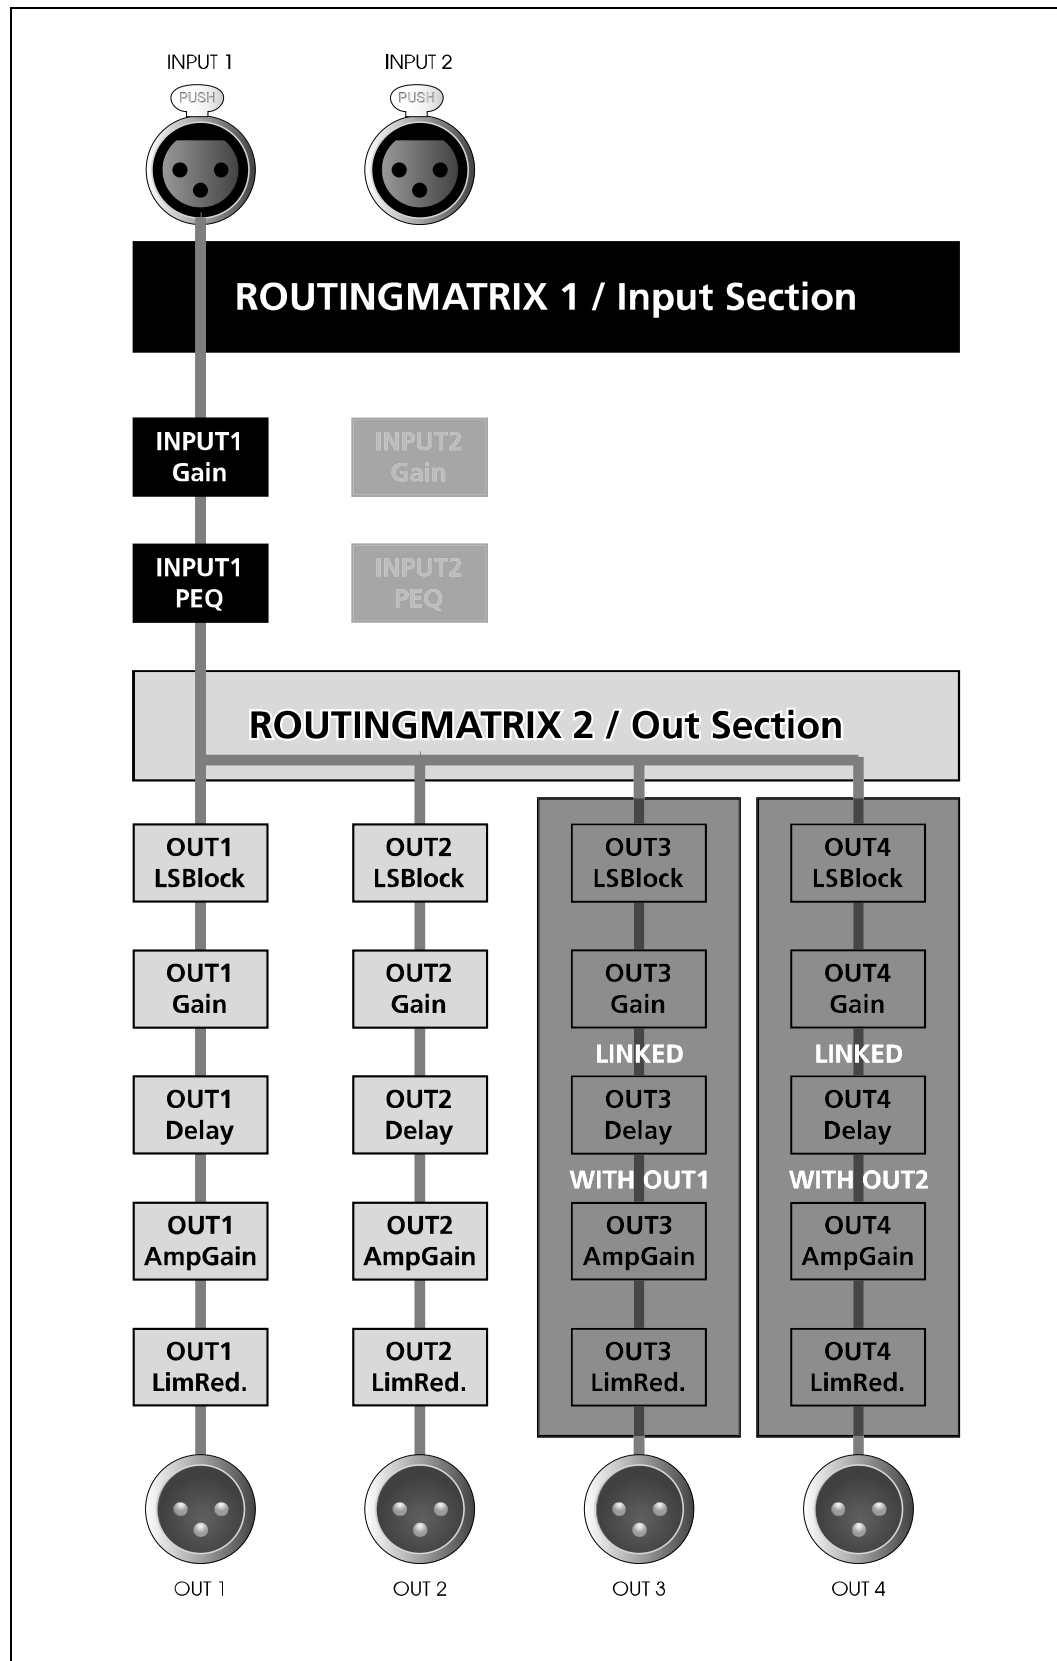 INPUT 1
INPUT 2
PUSH
PUSH
ROUTINGMATRIX 1 / Input Section
INPUT1
Gain
INPUT2
Gain
INPUT1
PEQ
INPUT2
PEQ
ROUTINGMATRIX 2 / Out Section
OUT1
LSBlock
OUT2
LSBlock
OUT3
LSBlock
OUT4
LSBlock
OUT1
Gain
OUT2
Gain
OUT3
Gain
OUT4
Gain
LINKED
LINKED
OUT1
Delay
OUT2
Delay
OUT3
Delay
OUT4
Delay
WITH OUT1
WITH OUT2
OUT1
AmpGain
OUT2
AmpGain
OUT3
AmpGain
OUT4
AmpGain
OUT1
LimRed.
OUT2
LimRed.
OUT3
LimRed.
OUT4
LimRed.
OUT 1
OUT 2
OUT 3
OUT 4